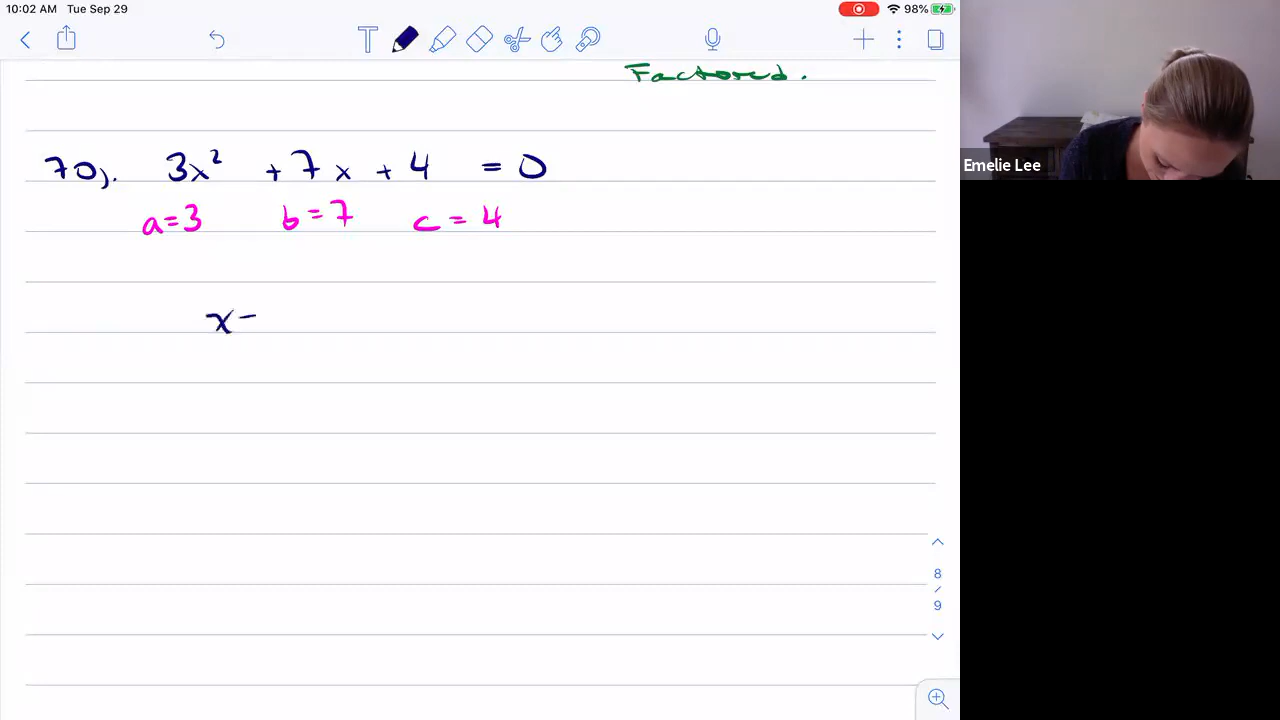 10:02 AM Tue Sep 29
98%
Factored.
70). 3x² + 7x + 4 = 0
a=3 b=7 c=4
x-
8
/
9
Emelie Lee